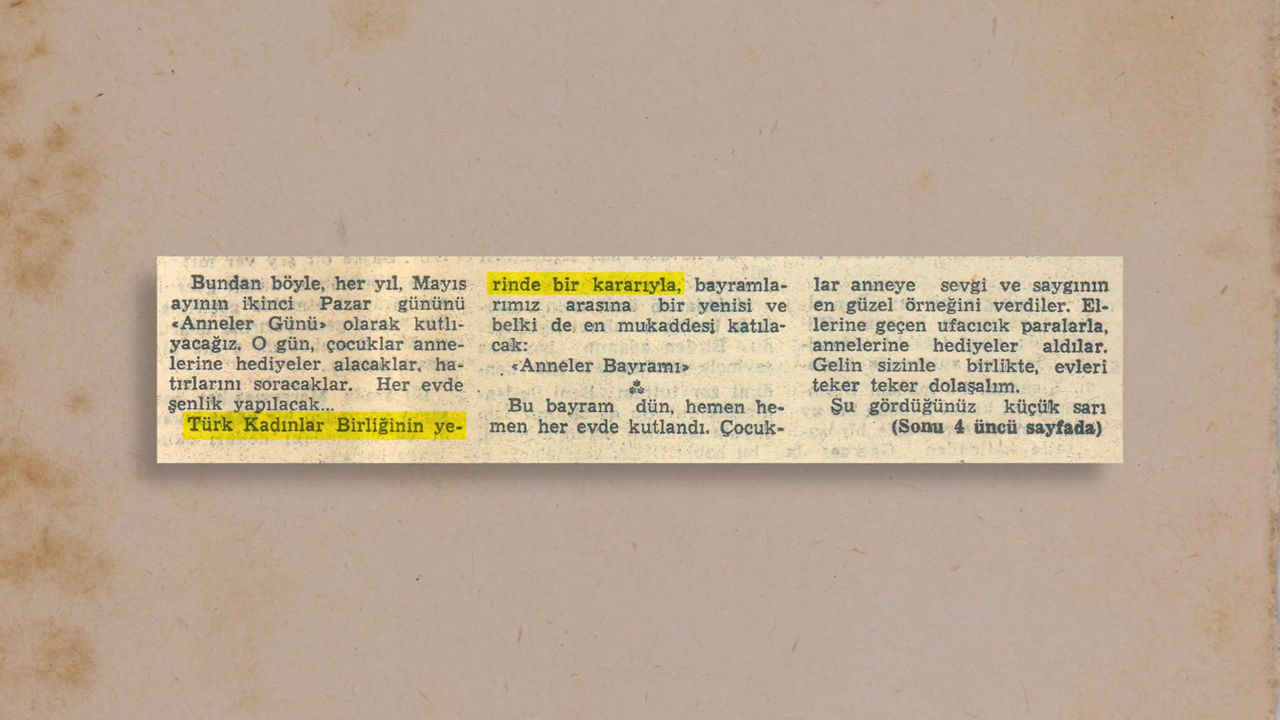 Bundan böyle, her yıl, Mayıs
ayının ikinci Pazar gününü
«Anneler Günü» olarak kutlı-
yacağız. O gün, çocuklar anne-
lerine hediyeler alacaklar, ha-
tırlarını soracaklar. Her evde
şenlik yapılacak...
Türk Kadınlar Birliğinin ye-
rinde bir kararıyla, bayramla-
rımız arasına bir yenisi ve
belki de en mukaddesi katıla-
cak:
«Anneler Bayramı»
Bu bayram dün, hemen he-
men her evde kutlandı. Çocuk-
lar anneye sevgi ve saygının
en güzel örneğini verdiler. El-
lerine geçen ufacıcık paralarla,
annelerine hediyeler aldılar.
Gelin sizinle birlikte, evleri
teker teker dolaşalım.
Şu gördüğünüz küçük sarı
(Sonu 4 üncü sayfada)